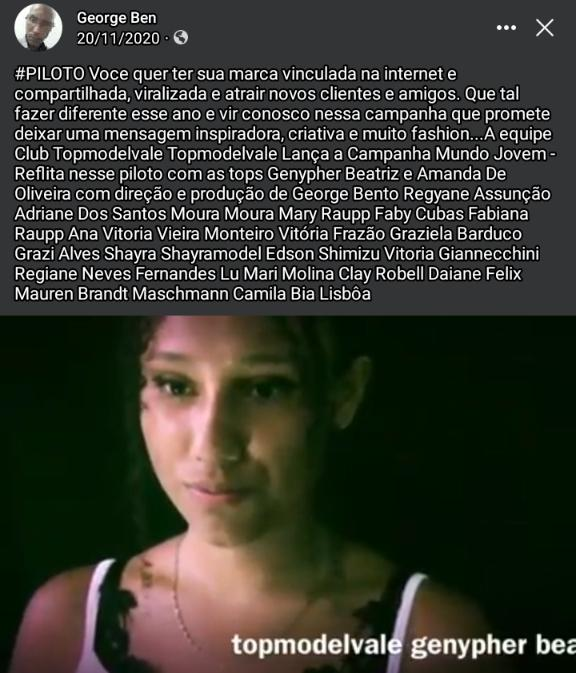 George Ben
20/11/2020
#PILOTO Voce quer ter sua marca vinculada na internet e
compartilhada, viralizada e atrair novos clientes e amigos. Que tal
fazer diferente esse ano e vir conosco nessa campanha que promete
deixar uma mensagem inspiradora, criativa e muito fashion...A equipe
Club Topmodelvale Topmodelvale Lança a Campanha Mundo Jovem -
Reflita nesse piloto com as tops Genypher Beatriz e Amanda De
Oliveira com direção e produção de George Bento Regyane Assunção
Adriane Dos Santos Moura Moura Mary Raupp Faby Cubas Fabiana
Raupp Ana Vitoria Vieira Monteiro Vitória Frazão Graziela Barduco
Grazi Alves Shayra Shayramodel Edson Shimizu Vitoria Giannecchini
Regiane Neves Fernandes Lu Mari Molina Clay Robell Daiane Felix
Mauren Brandt Maschmann Camila Bia Lisbôa
topmodelvale genypher bea